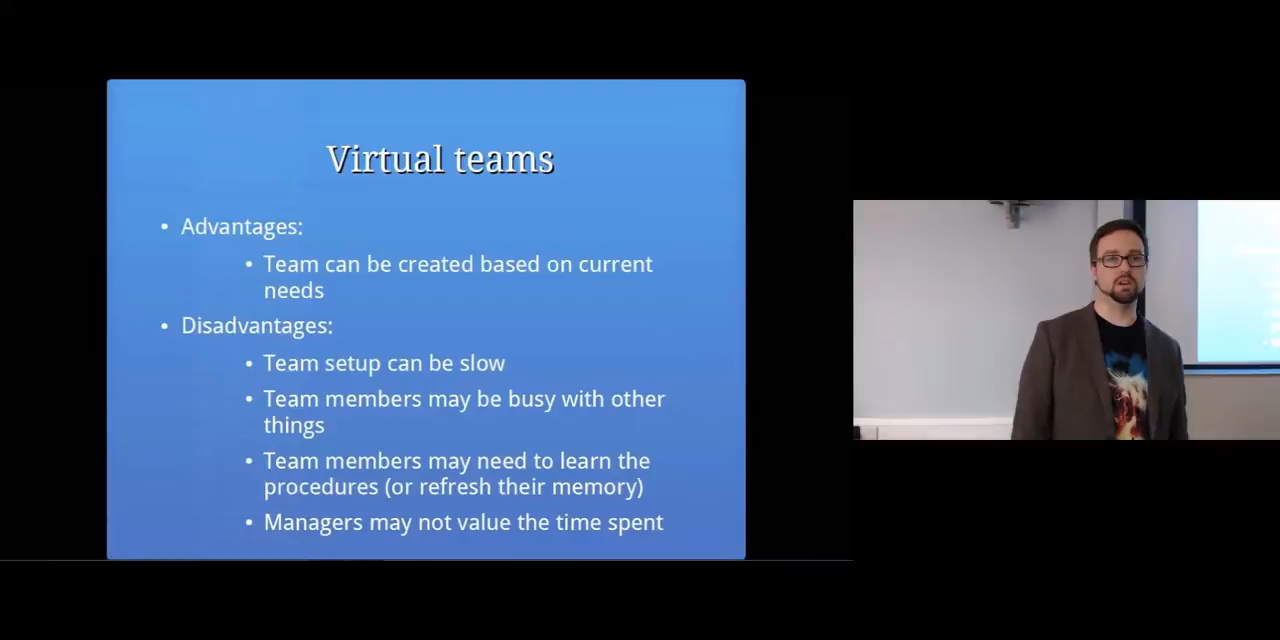 Virtual teams
• Advantages:
• Team can be created based on current
needs
• Disadvantages:
• Team setup can be slow
• Team members may be busy with other
things
• Team members may need to learn the
procedures (or refresh their memory)
• Managers may not value the time spent